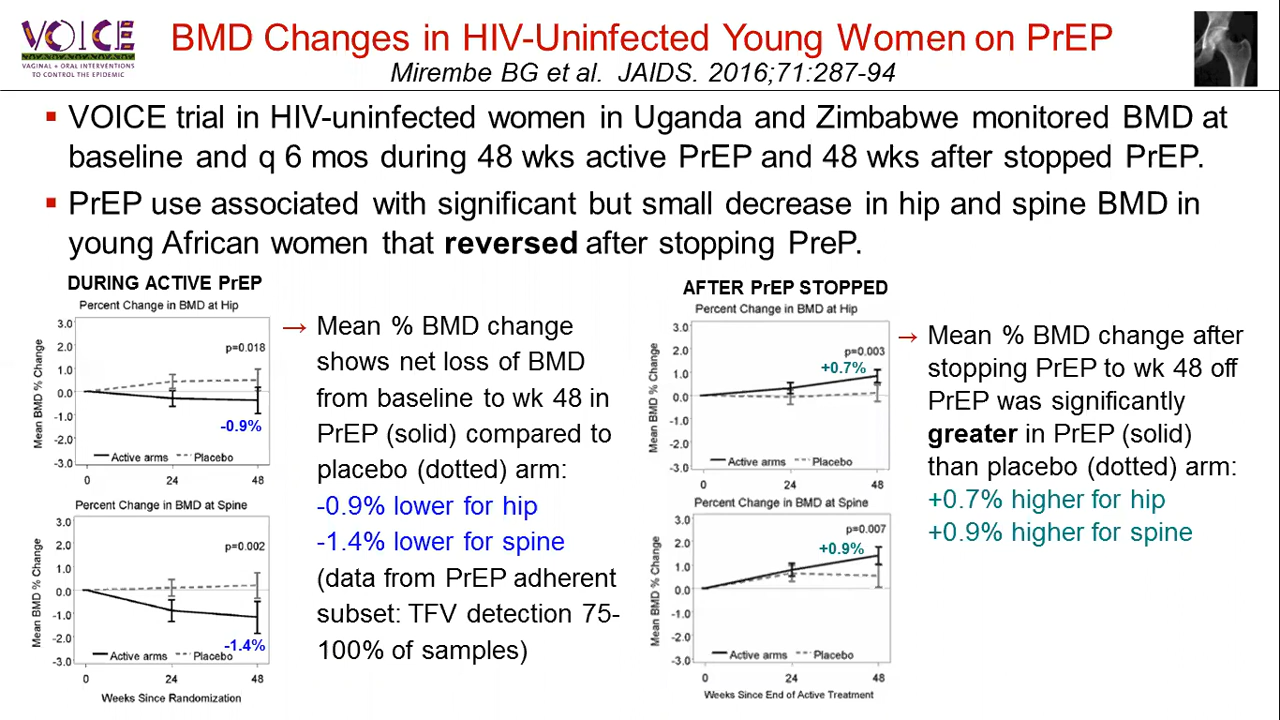 VOICE
VAGINAL + ORAL INTERVENTIONS
TO CONTROL THE EPIDEMIC
BMD Changes in HIV-Uninfected Young Women on PrEP
Mirembe BG et al. JAIDS. 2016;71:287-94
▪ VOICE trial in HIV-uninfected women in Uganda and Zimbabwe monitored BMD at
baseline and q 6 mos during 48 wks active PrEP and 48 wks after stopped PrEP.
▪ PrEP use associated with significant but small decrease in hip and spine BMD in
young African women that reversed after stopping PreP.
DURING ACTIVE PrEP
Percent Change in BMD at Hip
Mean BMD % Change
3.0
2.0
1.0
0.0
-1.0
-2.0
-3.0
p=0.018
-0.9%
Active arms
Placebo
0 24 48
Percent Change in BMD at Spine
Mean BMD % Change
3.0
2.0
1.0
0.0
-1.0
-2.0
-3.0
p=0.002
-1.4%
Active arms
Placebo
0 24 48
Weeks Since Randomization
→ Mean % BMD change
shows net loss of BMD
from baseline to wk 48 in
PrEP (solid) compared to
placebo (dotted) arm:
-0.9% lower for hip
-1.4% lower for spine
(data from PrEP adherent
subset: TFV detection 75-
100% of samples)
AFTER PrEP STOPPED
Percent Change in BMD at Hip
Mean BMD % Change
3.0
2.0
1.0
0.0
-1.0
-2.0
-3.0
p=0.003
+0.7%
Active arms
Placebo
0 24 48
Percent Change in BMD at Spine
Mean BMD % Change
3.0
2.0
1.0
0.0
-1.0
-2.0
-3.0
p=0.007
+0.9%
Active arms
Placebo
0 24 48
Weeks Since End of Active Treatment
→ Mean % BMD change after
stopping PrEP to wk 48 off
PrEP was significantly
greater in PrEP (solid)
than placebo (dotted) arm:
+0.7% higher for hip
+0.9% higher for spine